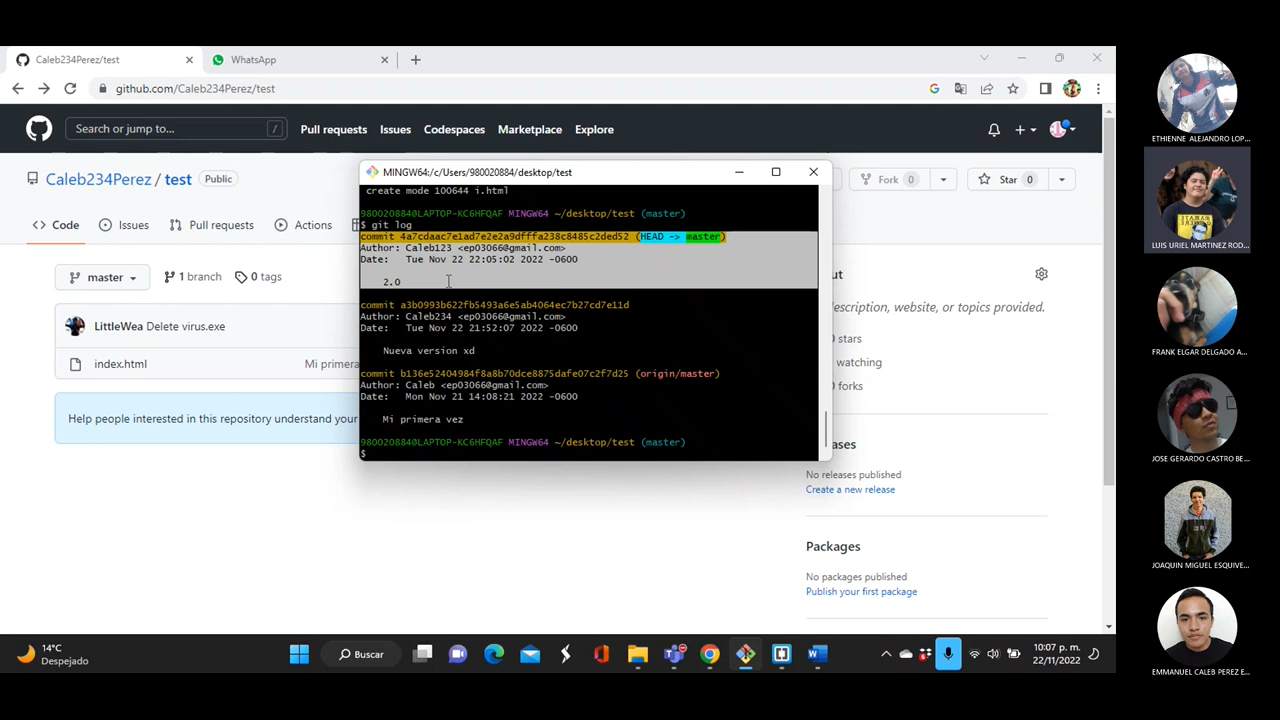 Caleb234Perez/test
WhatsApp
github.com/Caleb234Perez/test
Search or jump to...
/
Pull requests
Issues
Codespaces
Marketplace
Explore
Caleb234Perez / test
Public
Fork 0
Star 0
Code
Issues
Pull requests
Actions
master
1 branch
0 tags
LittleWea Delete virus.exe
index.html
Mi primera
Help people interested in this repository understand your
MINGW64:/c/Users/980020884/desktop/test
create mode 100644 i.html
980020884@LAPTOP-KC6HFQAF MINGW64 ~/desktop/test (master)
$ git log
commit 4a7cdaac7e1ad7e2e2a9dfffa238c8485c2ded52 (HEAD -> master)
Author: Caleb123 <ep03066@gmail.com>
Date: Tue Nov 22 22:05:02 2022 -0600
2.0
commit a3b0993b622fb5493a6e5ab4064ec7b27cd7e11d
Author: Caleb234 <ep03066@gmail.com>
Date: Tue Nov 22 21:52:07 2022 -0600
Nueva version xd
commit b136e52404984f8a8b70dce8875dafe07c2f7d25 (origin/master)
Author: Caleb <ep03066@gmail.com>
Date: Mon Nov 21 14:08:21 2022 -0600
Mi primera vez
980020884@LAPTOP-KC6HFQAF MINGW64 ~/desktop/test (master)
$
ut
description, website, or topics provided.
0 stars
watching
0 forks
ases
No releases published
Create a new release
Packages
No packages published
Publish your first package
14°C
Despejado
Buscar
10:07 p. m.
22/11/2022
ETHIENNE ALEJANDRO LOP...
LUIS URIEL MARTINEZ ROD...
FRANK ELGAR DELGADO A...
JOSE GERARDO CASTRO BE...
JOAQUIN MIGUEL ESQUIVE...
EMMANUEL CALEB PEREZ E...